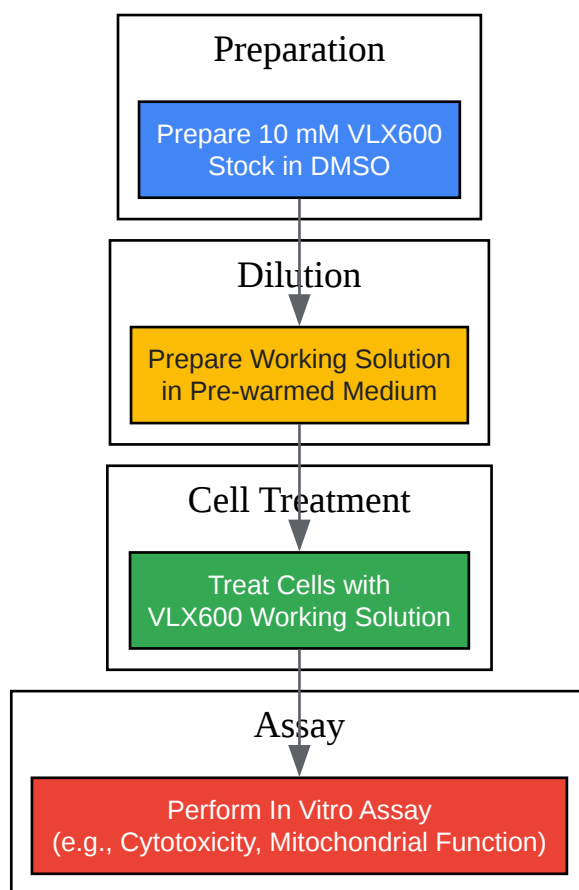 Preparation
Prepare 10 mM VLX600
Stock in DMSO
Dilution
Prepare Working Solution
in Pre-warmed Medium
Cell Treatment
Treat Cells with
VLX600 Working Solution
Assay
Perform In Vitro Assay
(e.g., Cytotoxicity, Mitochondrial Function)